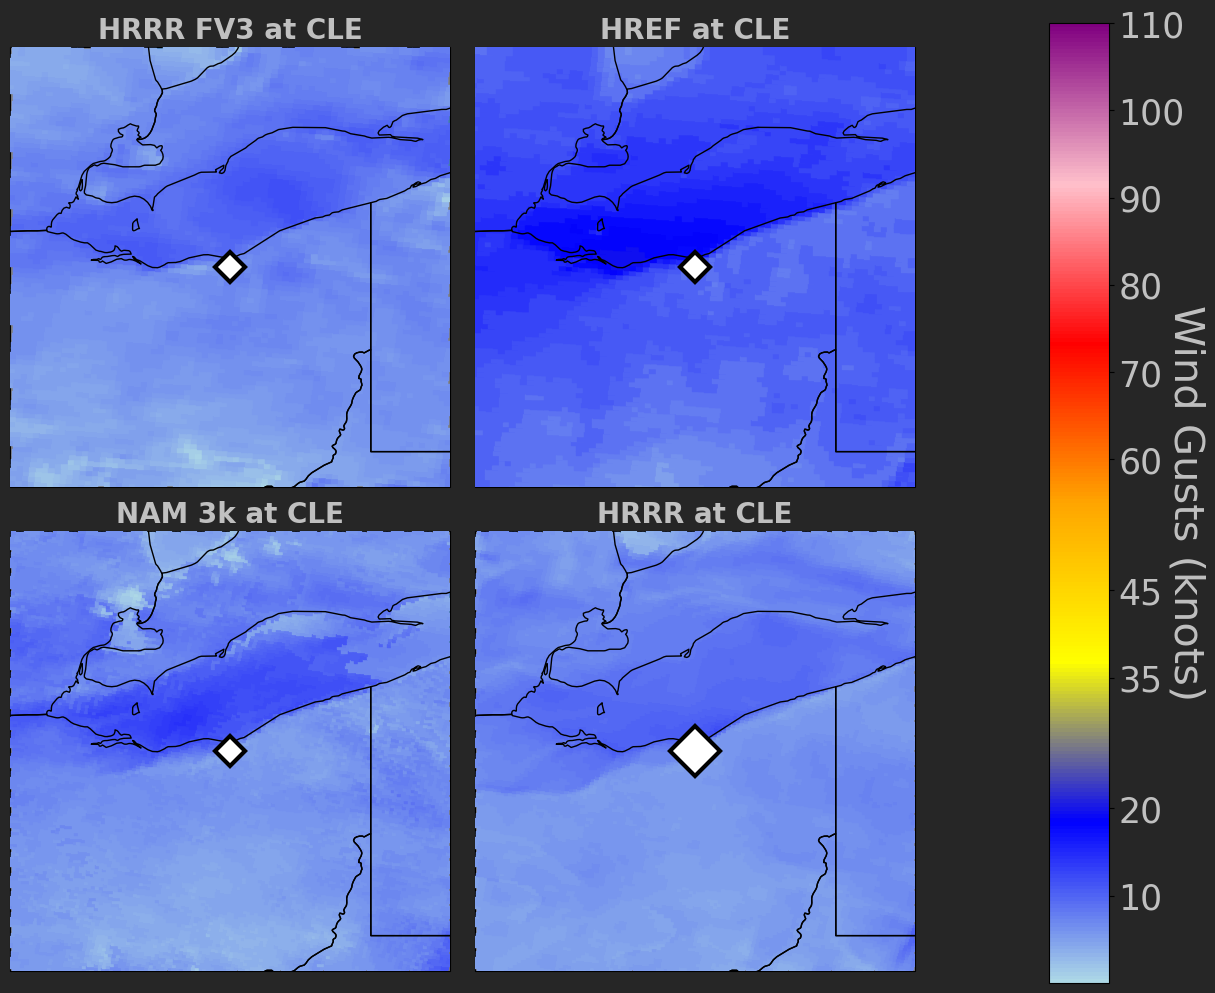 HRRR FV3 at CLE
HREF at CLE
NAM 3k at CLE
HRRR at CLE
110
100
90
80
70
60
45
35
20
10
Wind Gusts (knots)